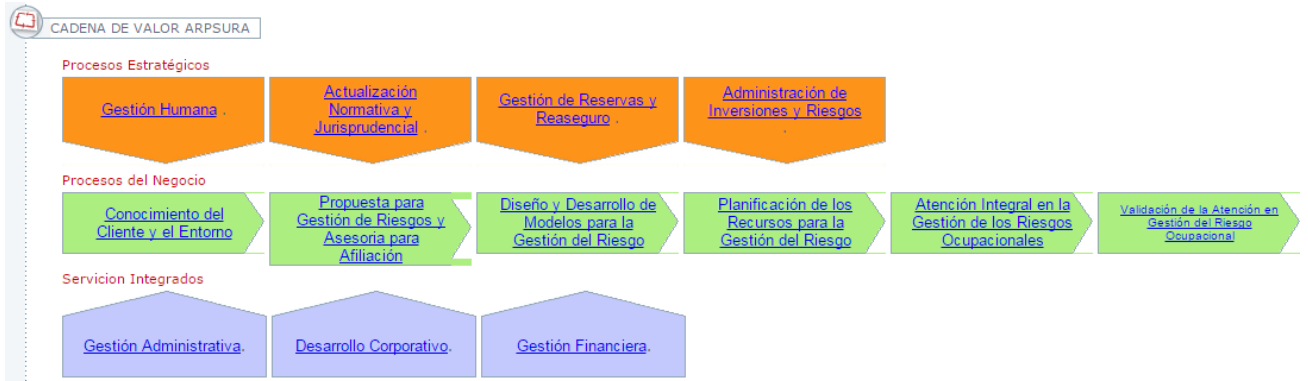 CADENA DE VALOR ARPSURA
Procesos Estratégicos
Gestión Humana .
Actualización
Normativa y
Jurisprudencial .
Gestión de Reservas y
Reaseguro .
Administración de
Inversiones y Riesgos
.
Procesos del Negocio
Conocimiento del
Cliente y el Entorno
Propuesta para
Gestión de Riesgos y
Asesoria para
Afiliación
Diseño y Desarrollo de
Modelos para la
Gestión del Riesgo
Planificación de los
Recursos para la
Gestión del Riesgo
Atención Integral en la
Gestión de los Riesgos
Ocupacionales
Validación de la Atención en
Gestión del Riesgo
Ocupacional
Servicion Integrados
Gestión Administrativa.
Desarrollo Corporativo.
Gestión Financiera.